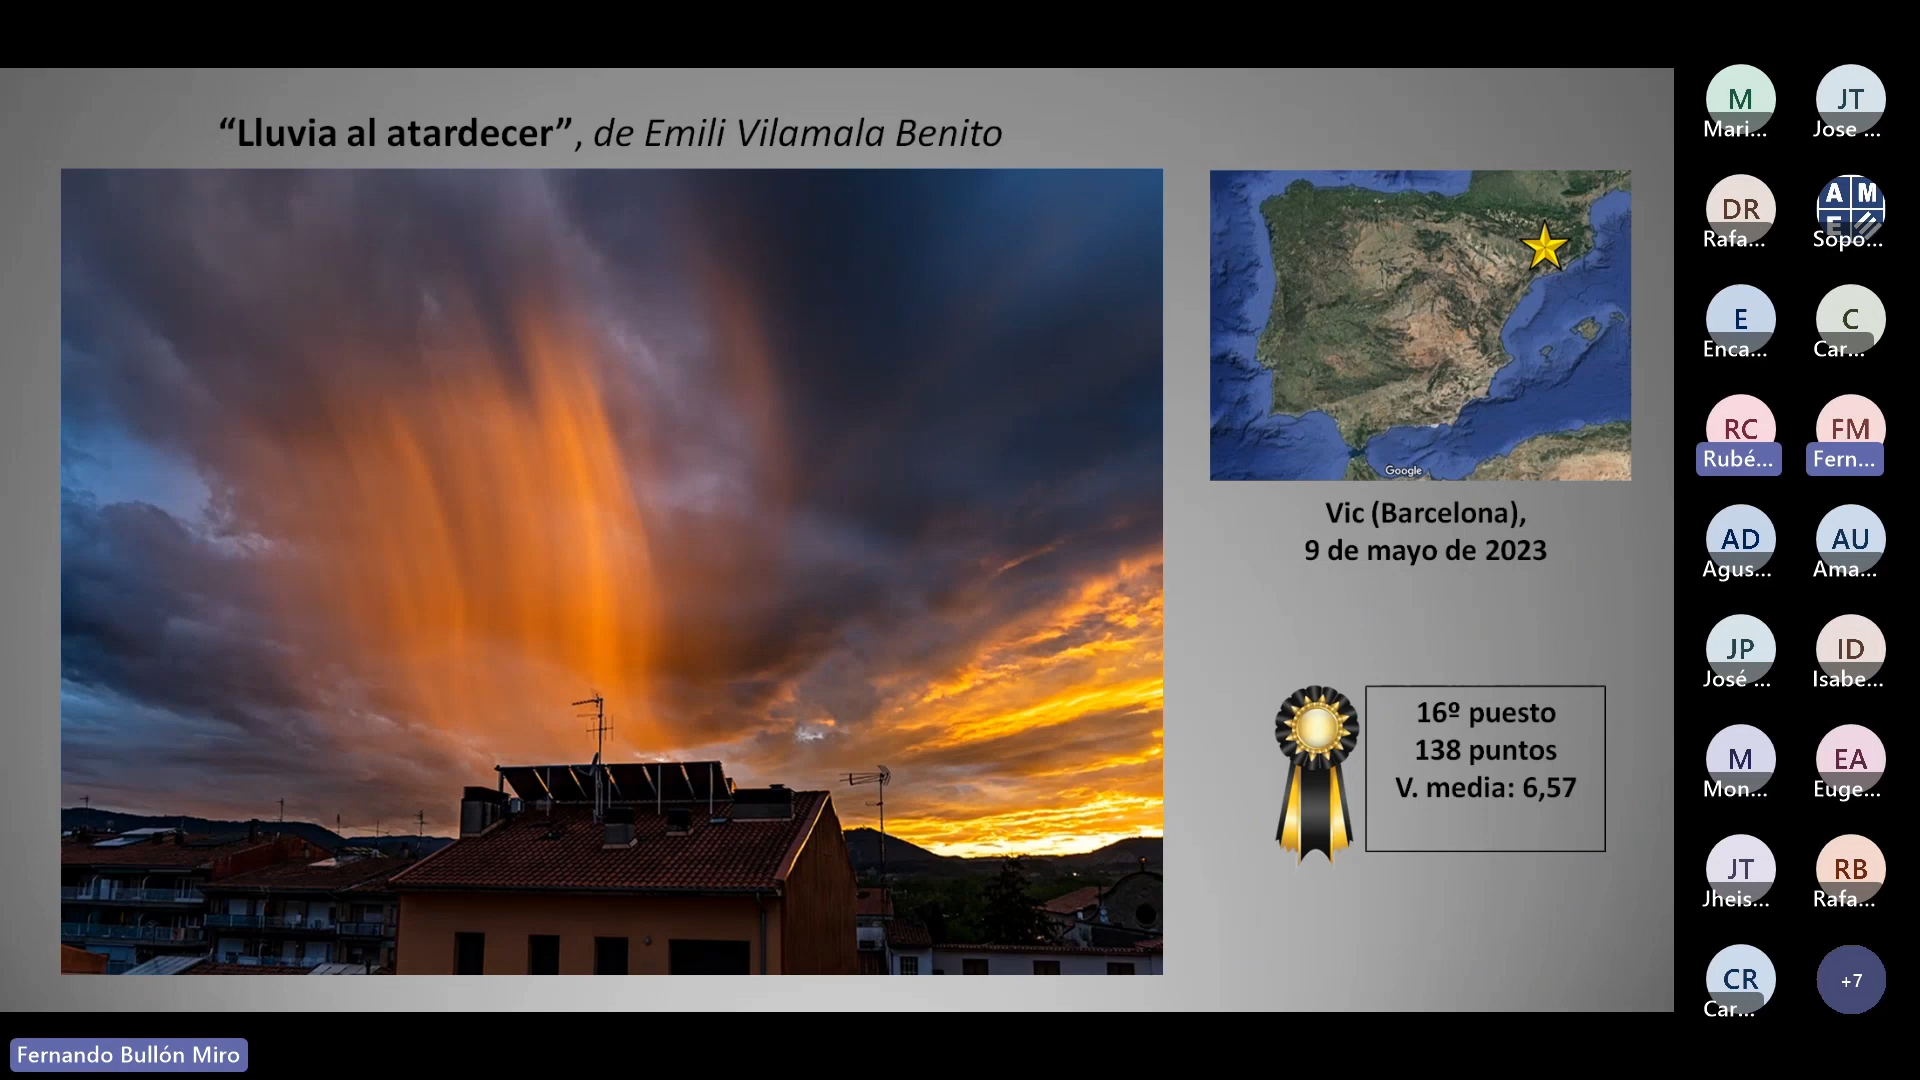 “Lluvia al atardecer”, de Emili Vilamala Benito
Google
Vic (Barcelona),
9 de mayo de 2023
16º puesto
138 puntos
V. media: 6,57
M
Mari...
JT
Jose ...
DR
Rafa...
A M
E
Sopo...
E
Enca...
C
Car...
RC
Rubé...
FM
Fern...
AD
Agus...
AU
Ama...
JP
José ...
ID
Isabe...
M
Mon...
EA
Euge...
JT
Jheis...
RB
Rafa...
CR
Car...
+7
Fernando Bullón Miro